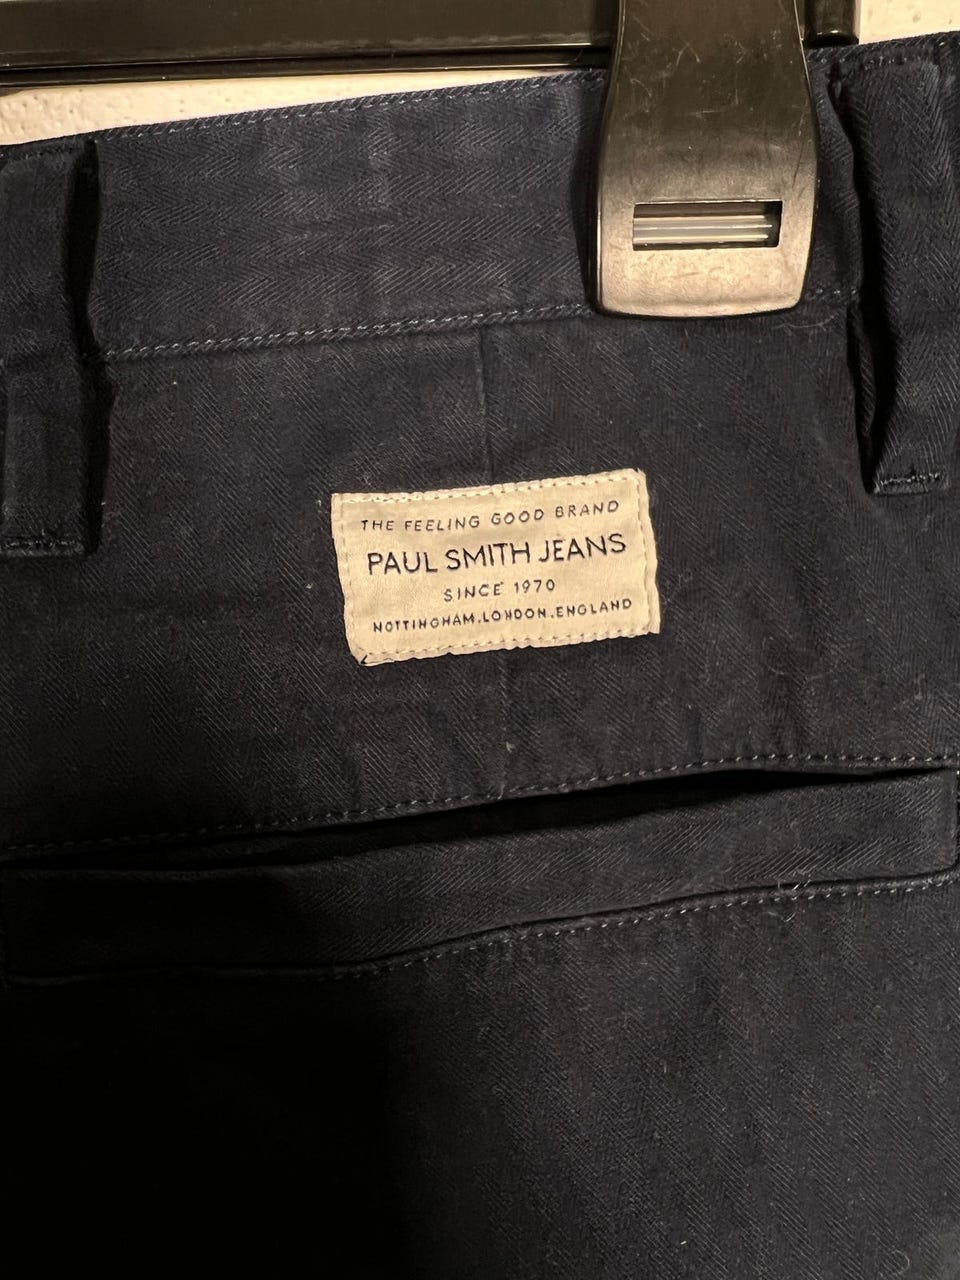 THE FEELING GOOD BRAND
PAUL SMITH JEANS
SINCE 1970
NOTTINGHAM.LONDON.ENGLAND